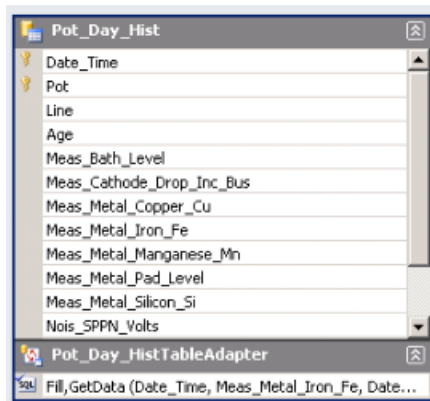 Pot_Day_Hist
Date_Time
Pot
Line
Age
Meas_Bath_Level
Meas_Cathode_Drop_Inc_Bus
Meas_Metal_Copper_Cu
Meas_Metal_Iron_Fe
Meas_Metal_Manganese_Mn
Meas_Metal_Pad_Level
Meas_Metal_Silicon_Si
Nois_SPPN_Volts
Pot_Day_HistTableAdapter
SQL Fill,GetData (Date_Time, Meas_Metal_Iron_Fe, Date...